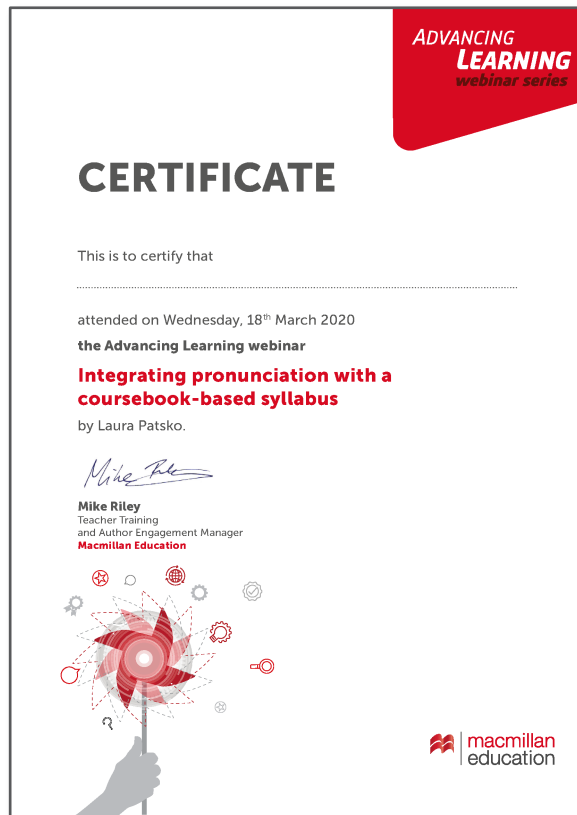 ADVANCING
LEARNING
webinar series
CERTIFICATE
This is to certify that
attended on Wednesday, 18th March 2020
the Advancing Learning webinar
Integrating pronunciation with a
coursebook-based syllabus
by Laura Patsko.
Mike Riley
Teacher Training
and Author Engagement Manager
Macmillan Education
macmillan
education